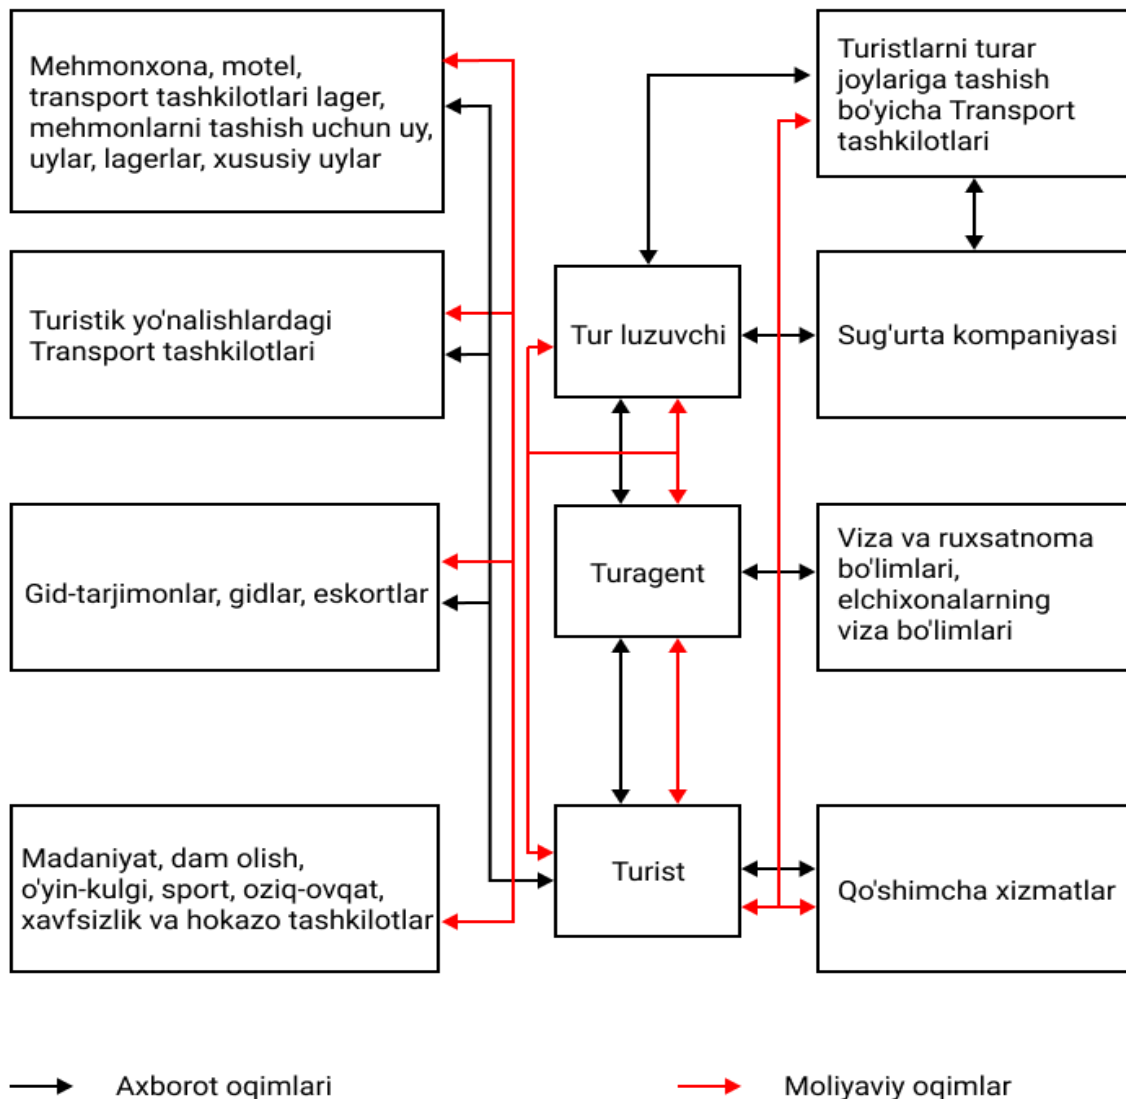 Mehmonxona, motel,
transport tashkilotlari lager,
mehmonlarni tashish uchun uy,
uylar, lagerlar, xususiy uylar
Turistlarni turar
joylariga tashish
bo'yicha Transport
tashkilotlari
Turistik yo'nalishlardagi
Transport tashkilotlari
Tur luzuvchi
Sug'urta kompaniyasi
Gid-tarjimonlar, gidlar, eskortlar
Turagent
Viza va ruxsatnoma
bo'limlari,
elchixonalarning
viza bo'limlari
Madaniyat, dam olish,
o'yin-kulgi, sport, oziq-ovqat,
xavfsizlik va hokazo tashkilotlar
Turist
Qo'shimcha xizmatlar
Axborot oqimlari
Moliyaviy oqimlar